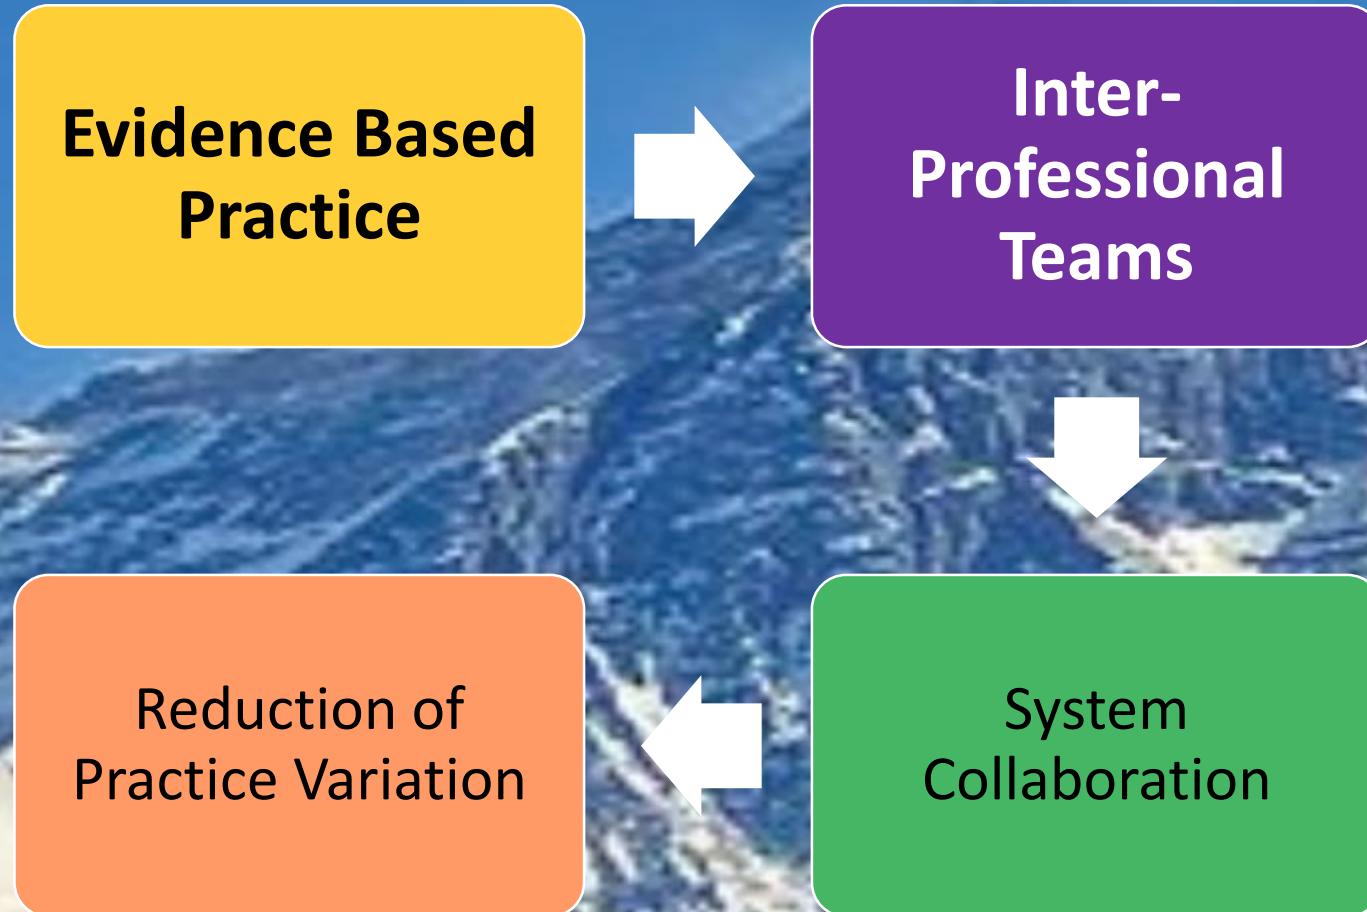 Evidence Based
Practice
Inter-
Professional
Teams
System
Collaboration
Reduction of
Practice Variation